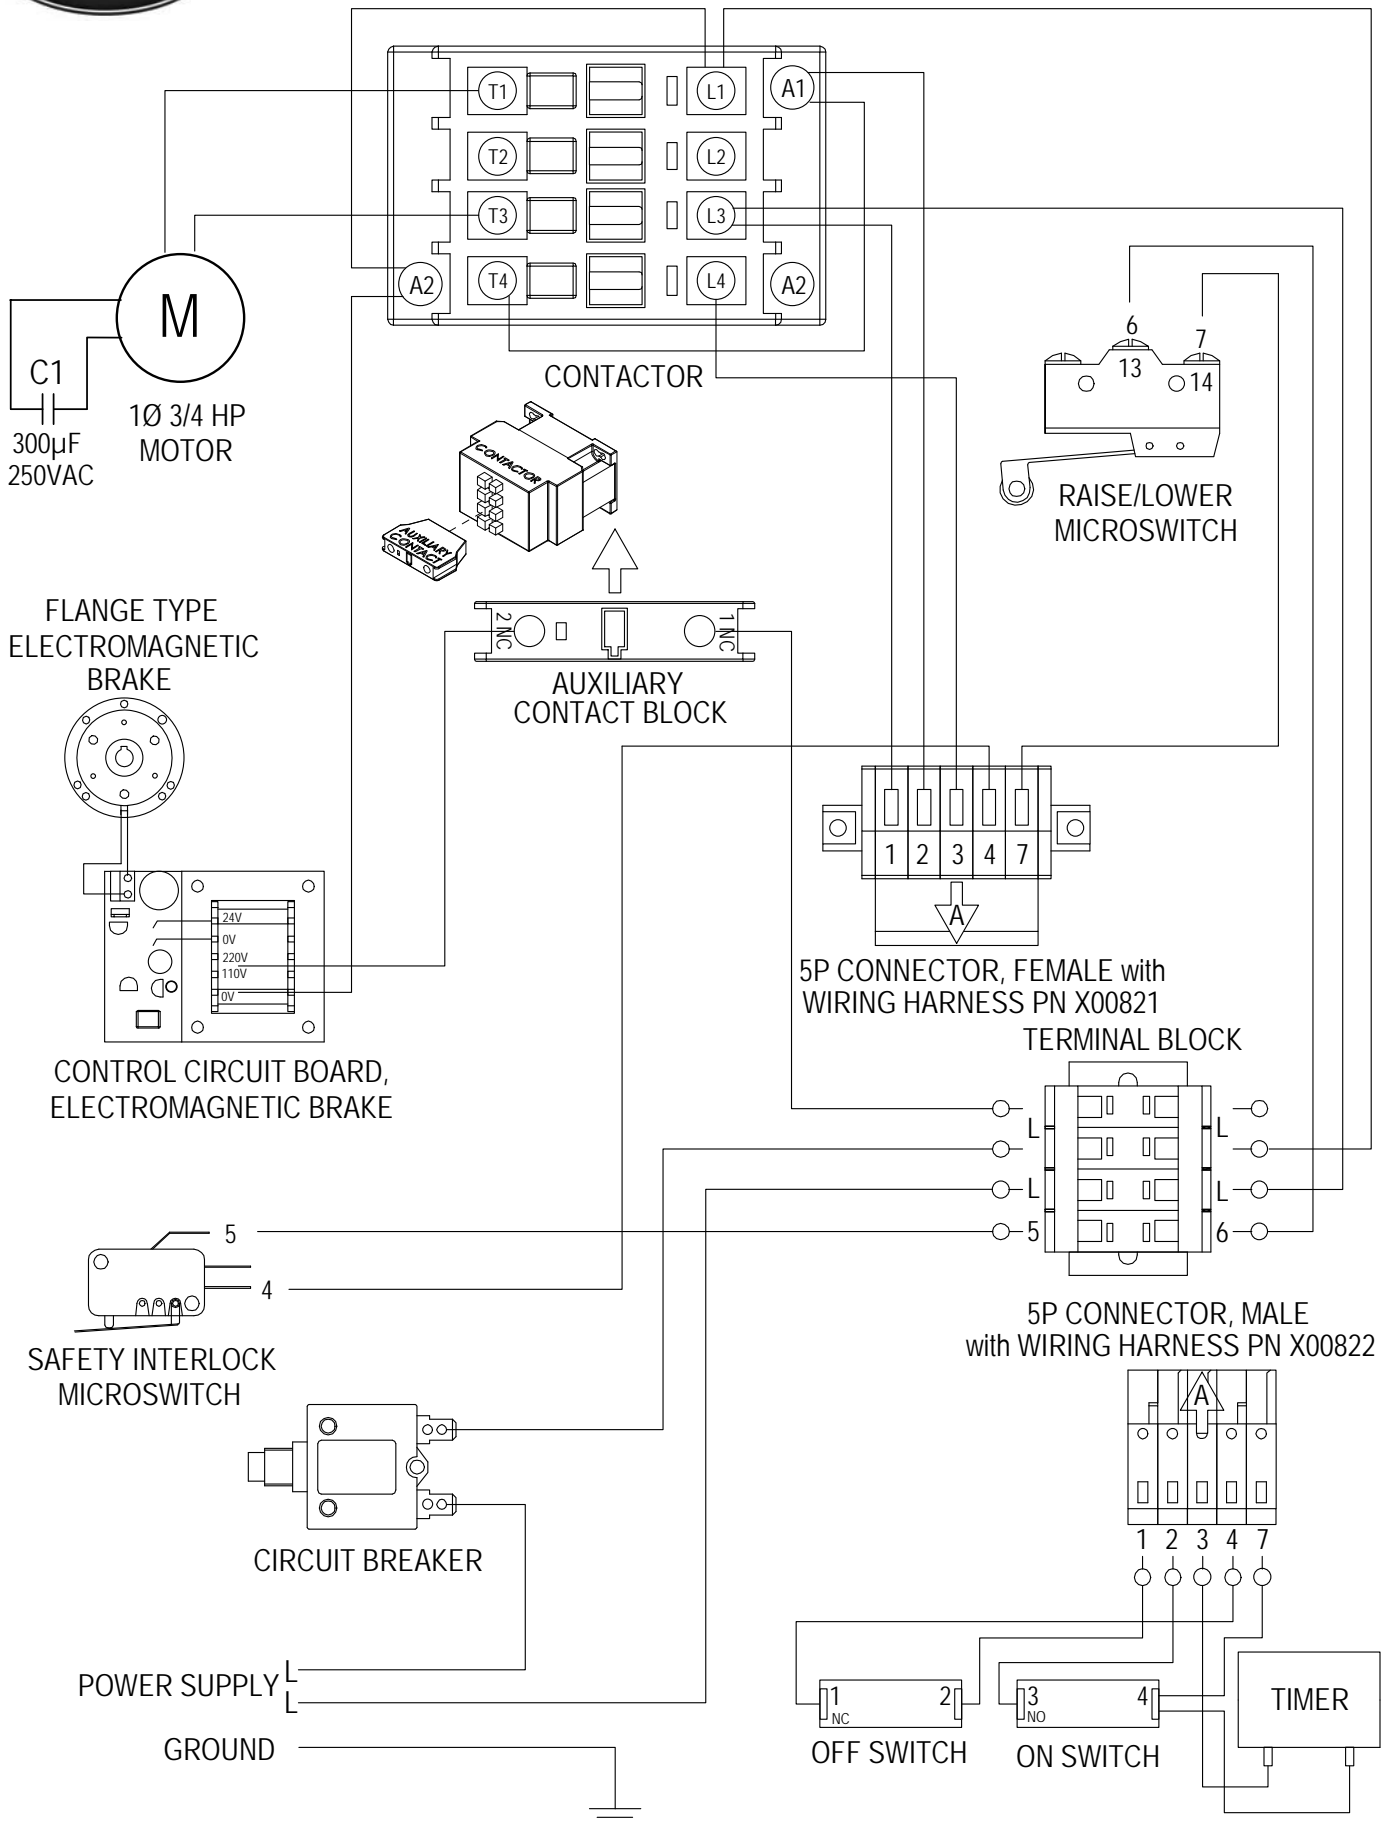 T1
L1
A1
T2
L2
T3
L3
A2
T4
L4
A2
CONTACTOR
M
C1
300µF
250VAC
1Ø 3/4 HP
MOTOR
6
7
13
14
RAISE/LOWER
MICROSWITCH
CONTACTOR
AUXILIARY
CONTACT
2 NC
1 NC
AUXILIARY
CONTACT BLOCK
FLANGE TYPE
ELECTROMAGNETIC
BRAKE
24V
0V
220V
110V
0V
CONTROL CIRCUIT BOARD,
ELECTROMAGNETIC BRAKE
1 2 3 4 7
A
5P CONNECTOR, FEMALE with
WIRING HARNESS PN X00821
TERMINAL BLOCK
L
L
L
L
5
6
5
4
SAFETY INTERLOCK
MICROSWITCH
5P CONNECTOR, MALE
with WIRING HARNESS PN X00822
A
1 2 3 4 7
CIRCUIT BREAKER
POWER SUPPLY
L
L
GROUND
1
NC
2
OFF SWITCH
3
NO
4
ON SWITCH
TIMER